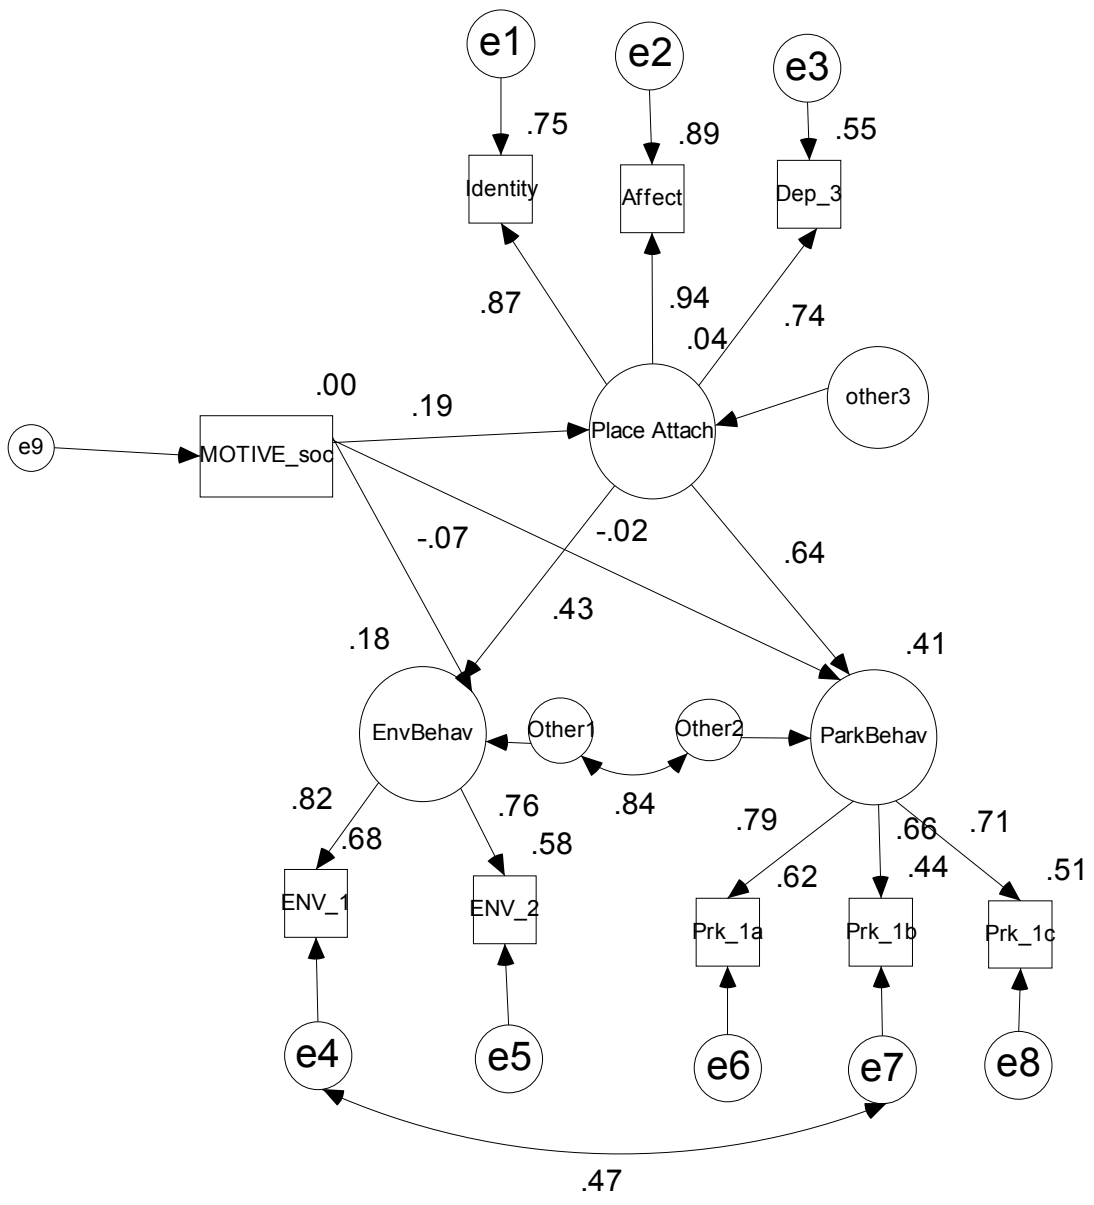 e1
e2
e3
.75
.89
.55
Identity
Affect
Dep_3
.87
.94
.74
.04
.00
.19
other3
e9
MOTIVE_soc
Place Attach
-.07
-.02
.64
.43
.18
.41
EnvBehav
Other1
Other2
ParkBehav
.82
.76
.84
.79
.66
.71
.68
.58
.62
.44
.51
ENV_1
ENV_2
Prk_1a
Prk_1b
Prk_1c
e4
e5
e6
e7
e8
.47